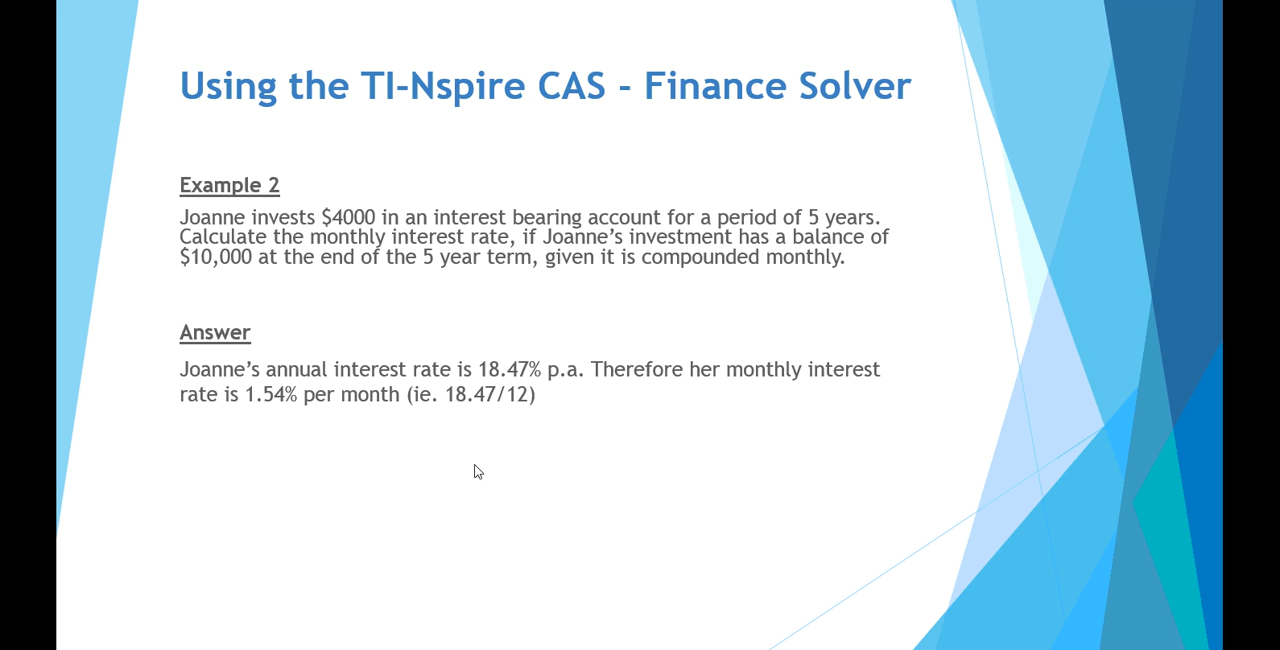 Using the TI-Nspire CAS - Finance Solver
Example 2
Joanne invests $4000 in an interest bearing account for a period of 5 years.
Calculate the monthly interest rate, if Joanne’s investment has a balance of
$10,000 at the end of the 5 year term, given it is compounded monthly.
Answer
Joanne’s annual interest rate is 18.47% p.a. Therefore her monthly interest
rate is 1.54% per month (ie. 18.47/12)